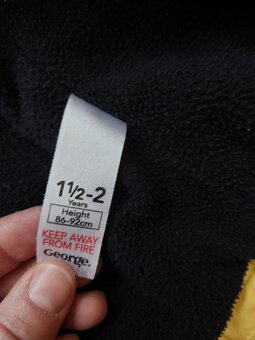 1½-2
Years
Height
86-92cm
KEEP AWAY
FROM FIRE
George.